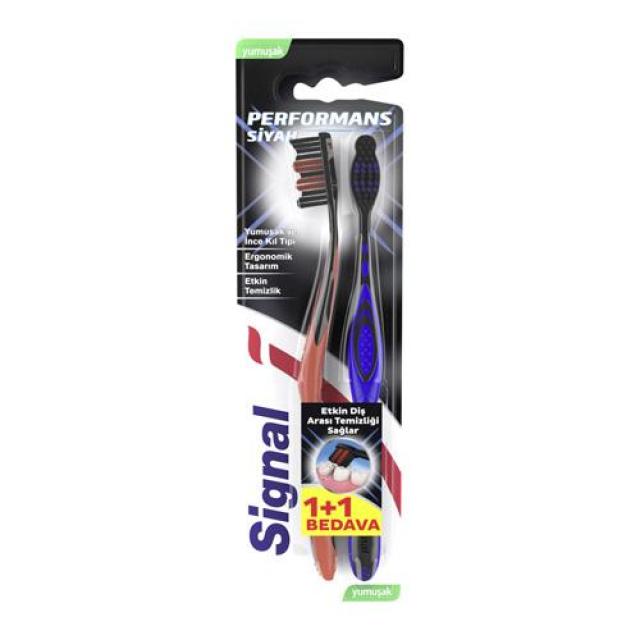 yumuşak
PERFORMANS
SİYAH
Yumuşak ve
İnce Kıl Tipi
Ergonomik
Tasarım
Etkin
Temizlik
Signal
Etkin Diş
Arası Temizliği
Sağlar
1+1
BEDAVA
yumuşak